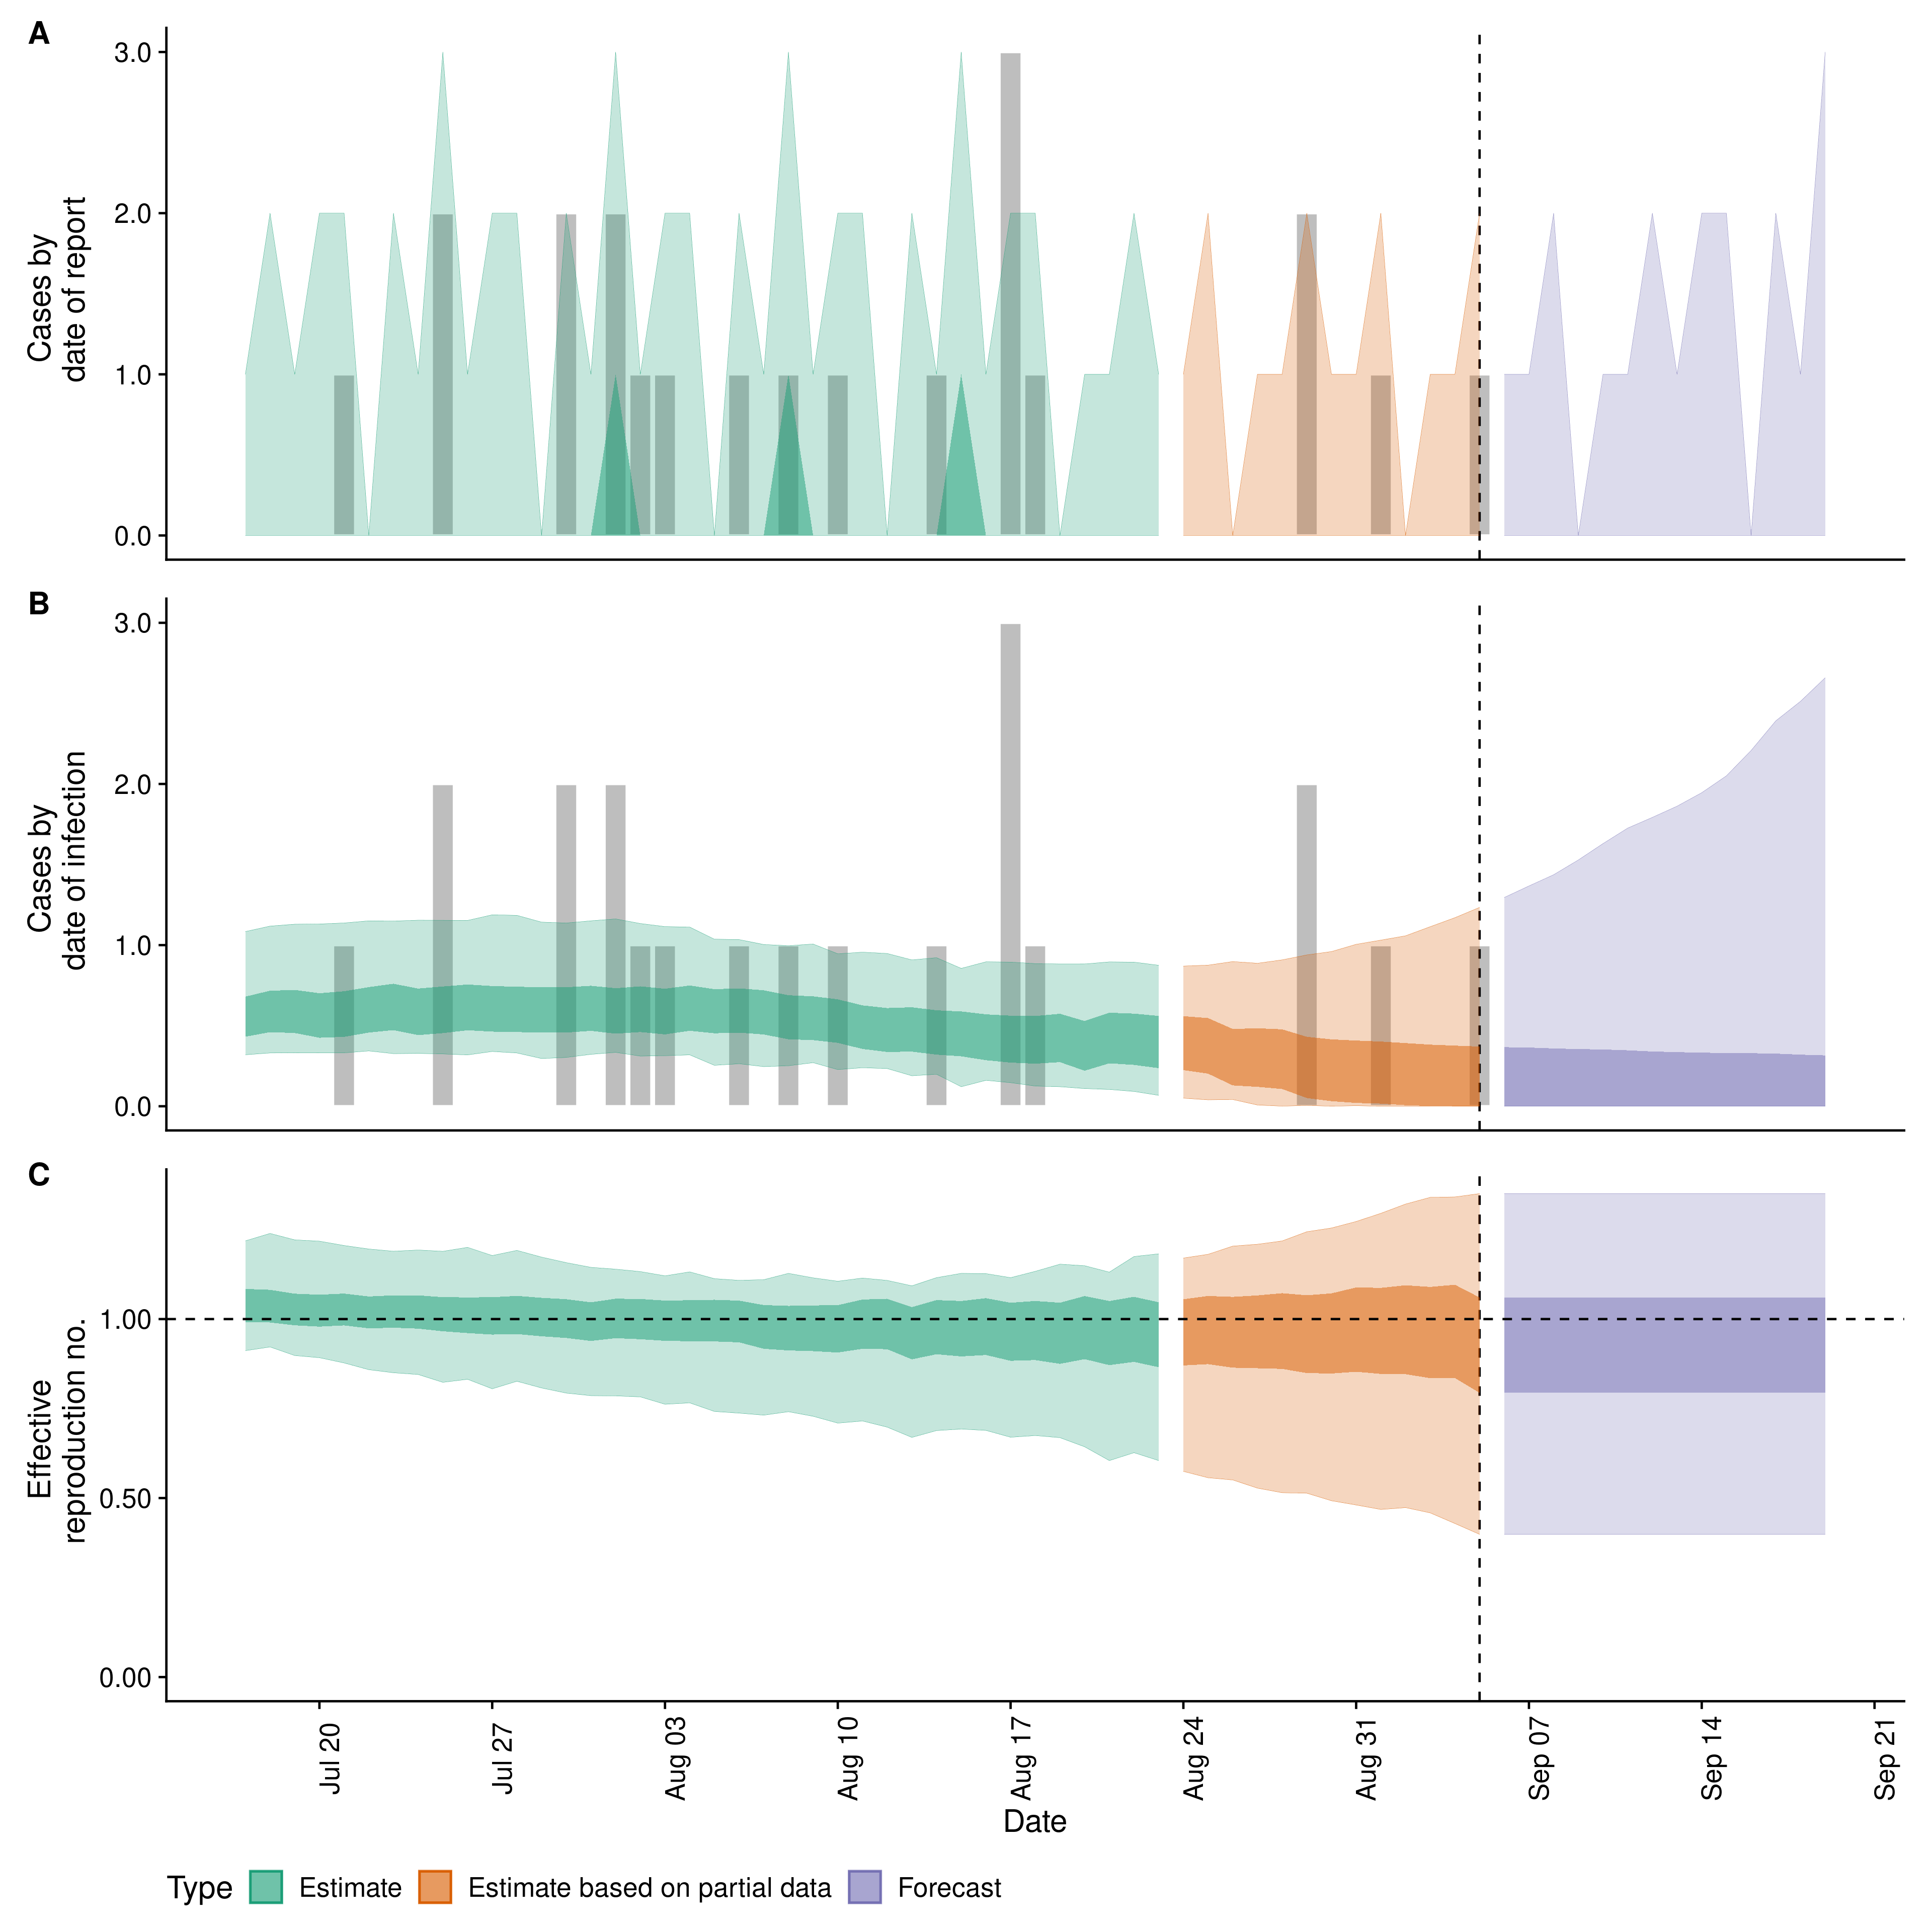 A
3.0
2.0
1.0
0.0
Cases by
date of report
B
3.0
2.0
1.0
0.0
Cases by
date of infection
C
1.00
0.50
0.00
Effective
reproduction no.
Jul 20
Jul 27
Aug 03
Aug 10
Aug 17
Aug 24
Aug 31
Sep 07
Sep 14
Sep 21
Date
Type Estimate Estimate based on partial data Forecast